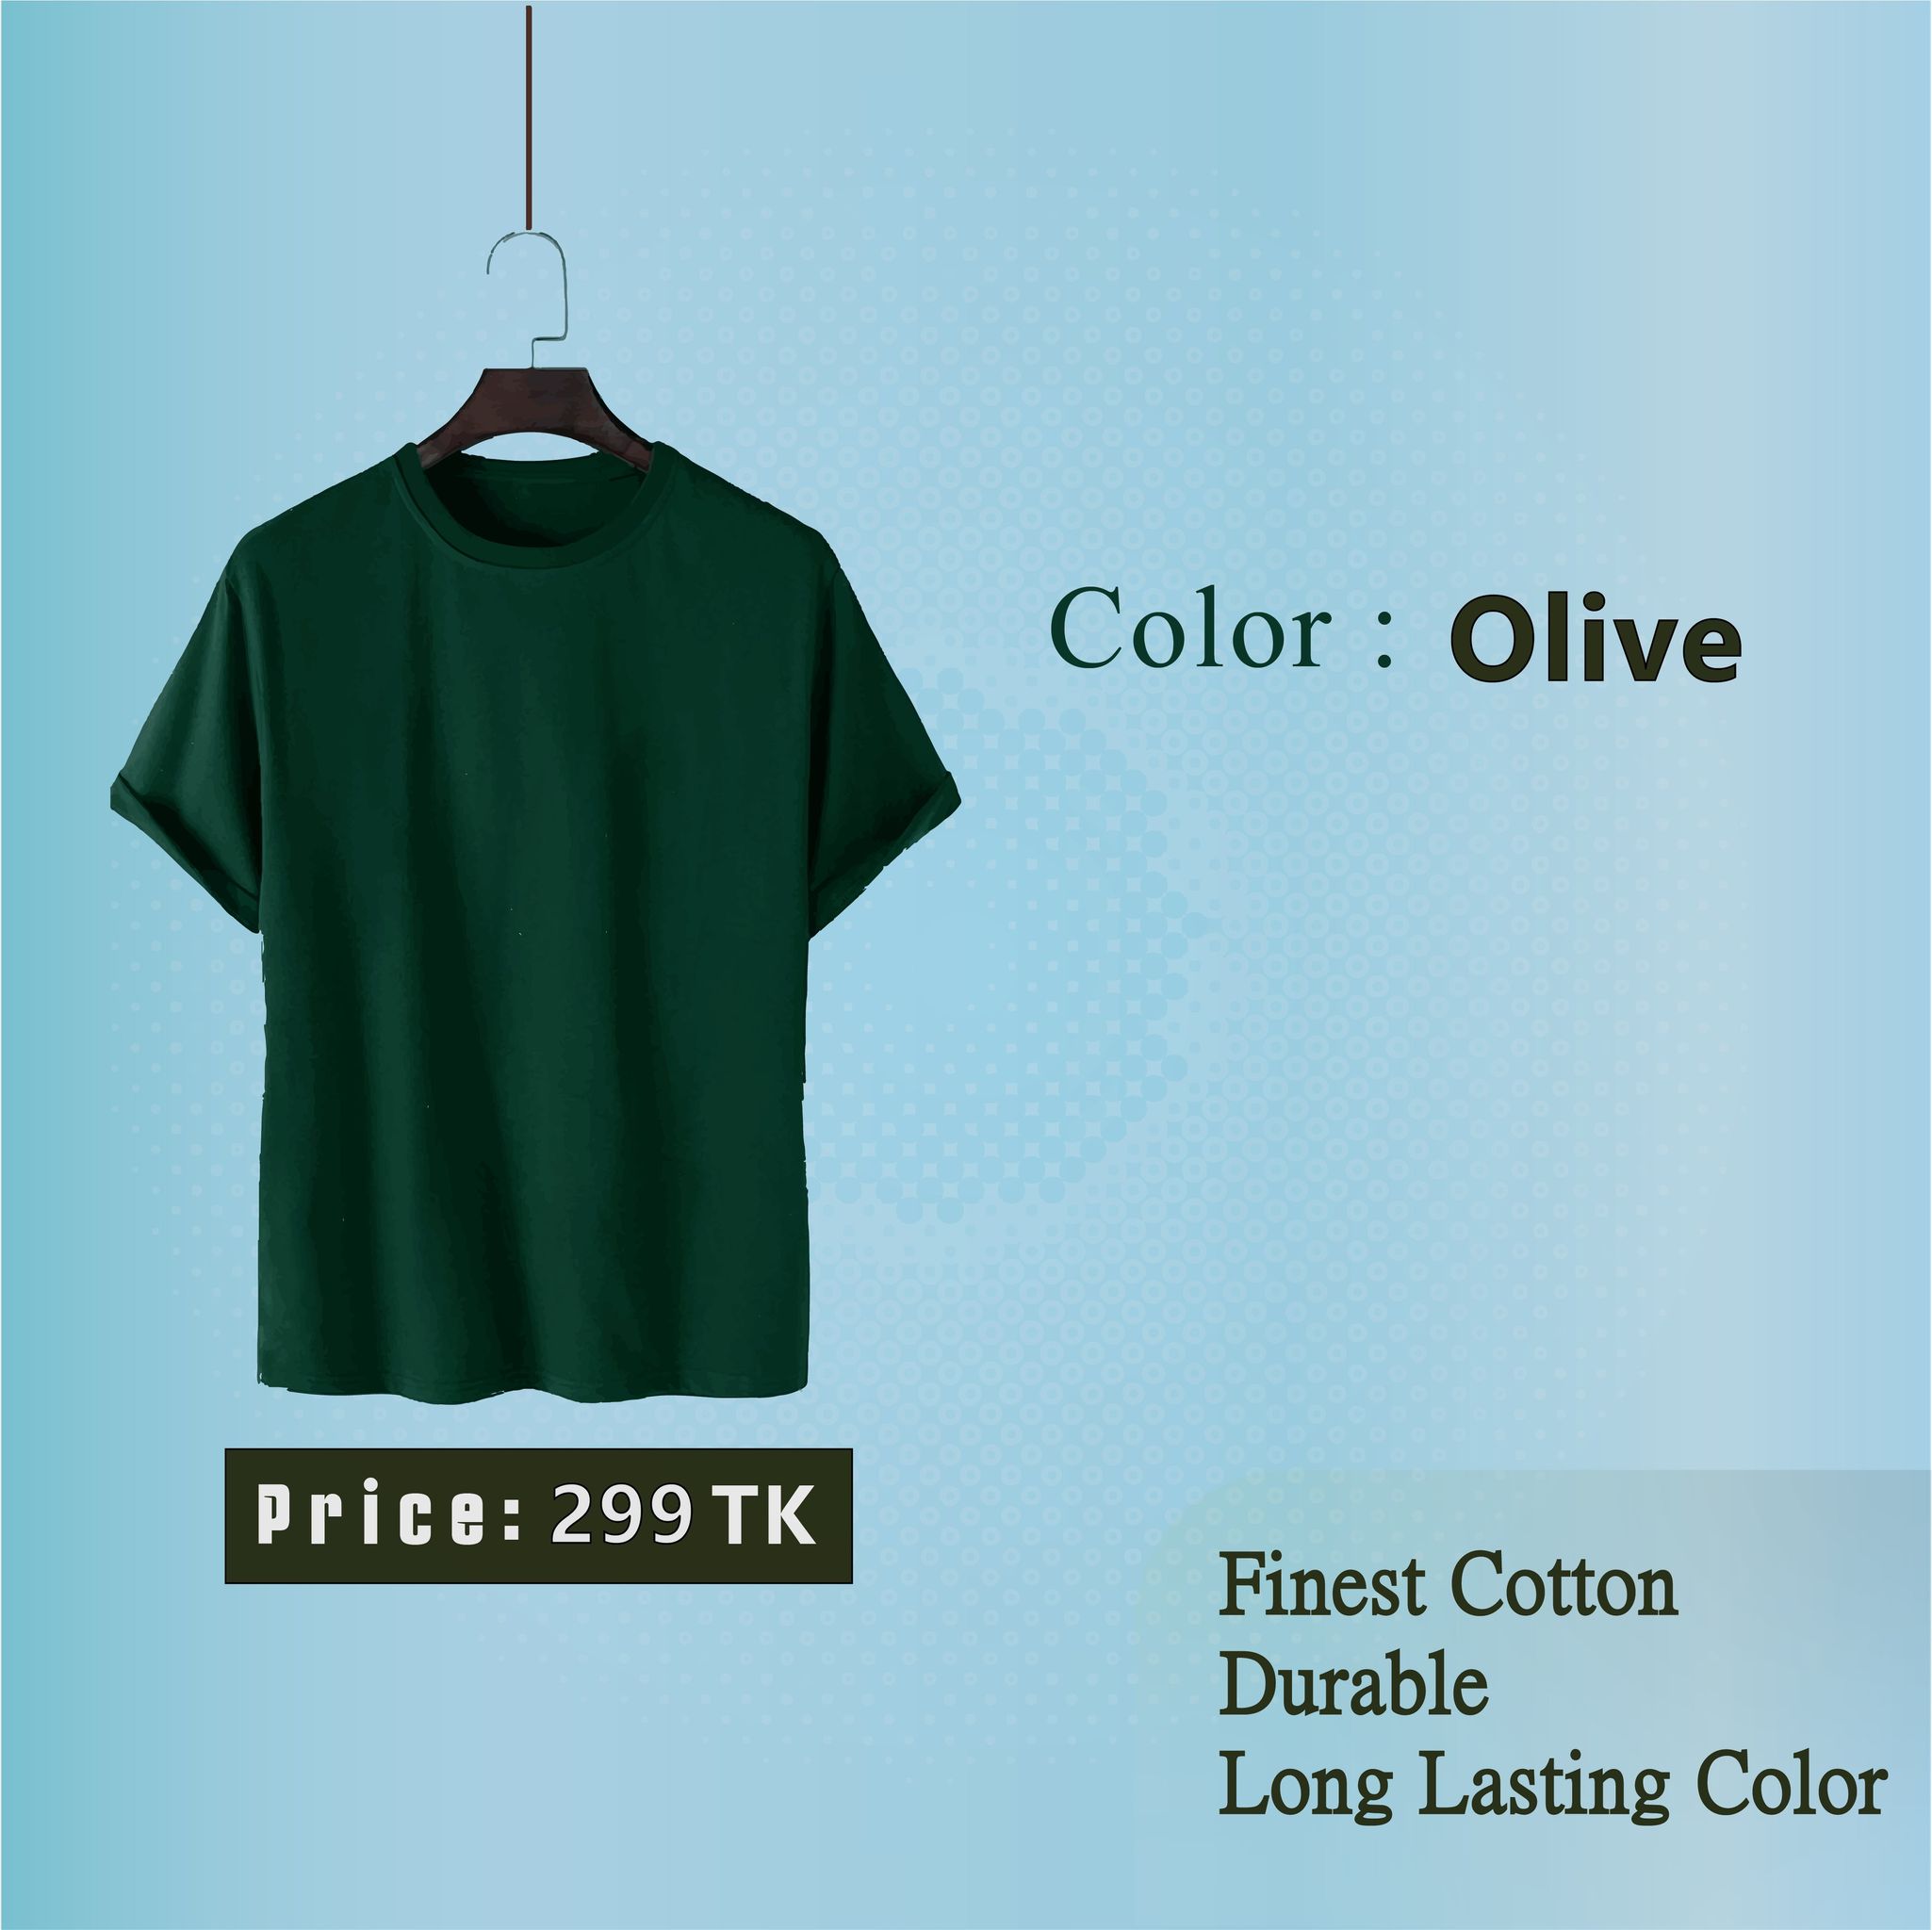 Color : Olive
Price: 299 TK
Finest Cotton
Durable
Long Lasting Color